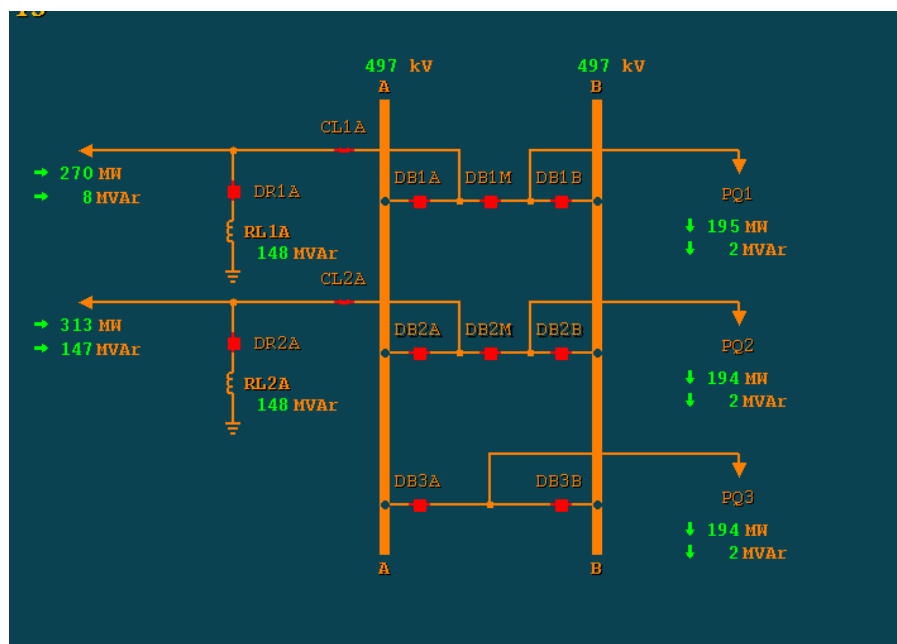 497 kV
497 kV
A
B
CL1A
270 MW
8 MVAr
DR1A
RL1A
148 MVAr
DB1A
DB1M
DB1B
PQ1
195 MW
2 MVAr
CL2A
313 MW
147 MVAr
DR2A
RL2A
148 MVAr
DB2A
DB2M
DB2B
PQ2
194 MW
2 MVAr
DB3A
DB3B
PQ3
194 MW
2 MVAr
A
B